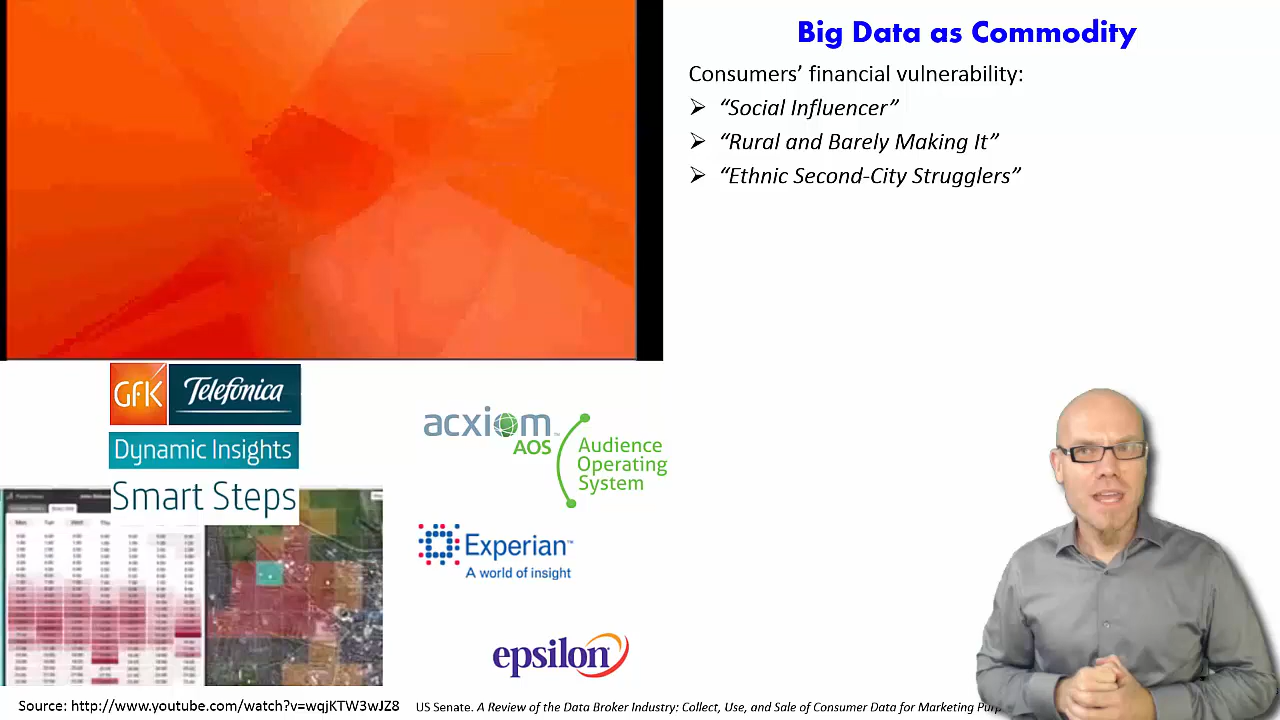 Big Data as Commodity
Consumers’ financial vulnerability:
“Social Influencer”
“Rural and Barely Making It”
“Ethnic Second-City Strugglers”
GfK Telefónica
Dynamic Insights
Smart Steps
acxiom
AOS
Audience
Operating
System
Experian™
A world of insight
epsilon
Source: http://www.youtube.com/watch?v=wqjKTW3wJZ8
US Senate. A Review of the Data Broker Industry: Collect, Use, and Sale of Consumer Data for Marketing Purp